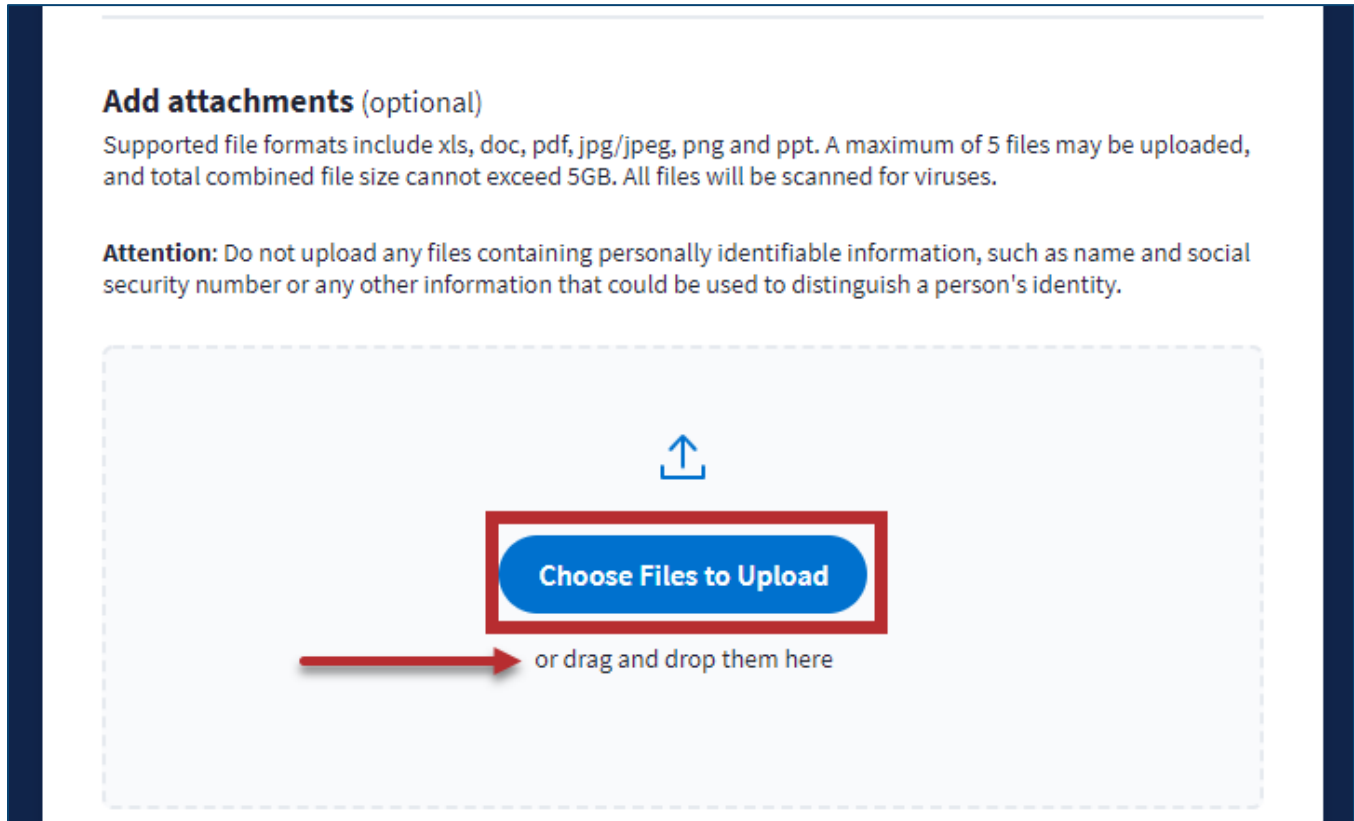 Add attachments (optional)
Supported file formats include xls, doc, pdf, jpg/jpeg, png and ppt. A maximum of 5 files may be uploaded,
and total combined file size cannot exceed 5GB. All files will be scanned for viruses.
Attention: Do not upload any files containing personally identifiable information, such as name and social
security number or any other information that could be used to distinguish a person's identity.
Choose Files to Upload
or drag and drop them here